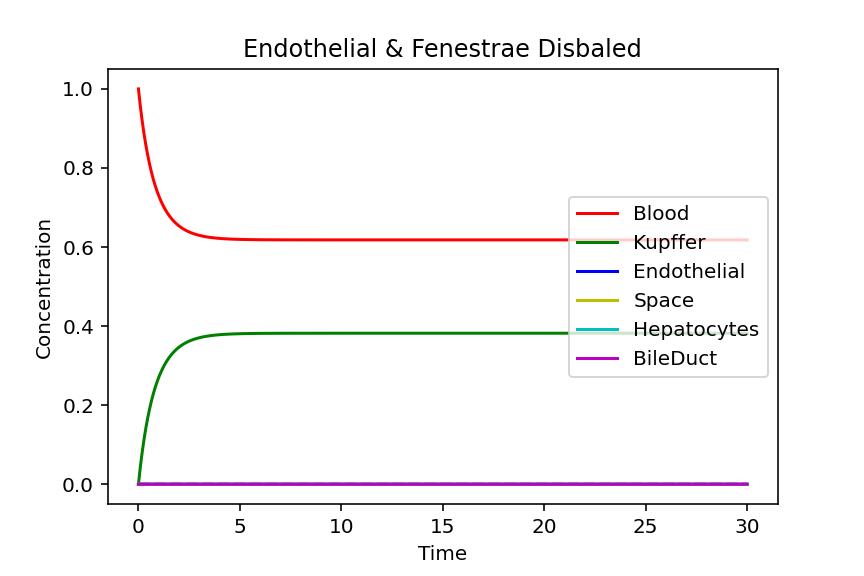 Endothelial & Fenestrae Disbaled
Concentration
1.0
0.8
0.6
0.4
0.2
0.0
Blood
Kupffer
Endothelial
Space
Hepatocytes
BileDuct
0 5 10 15 20 25 30
Time